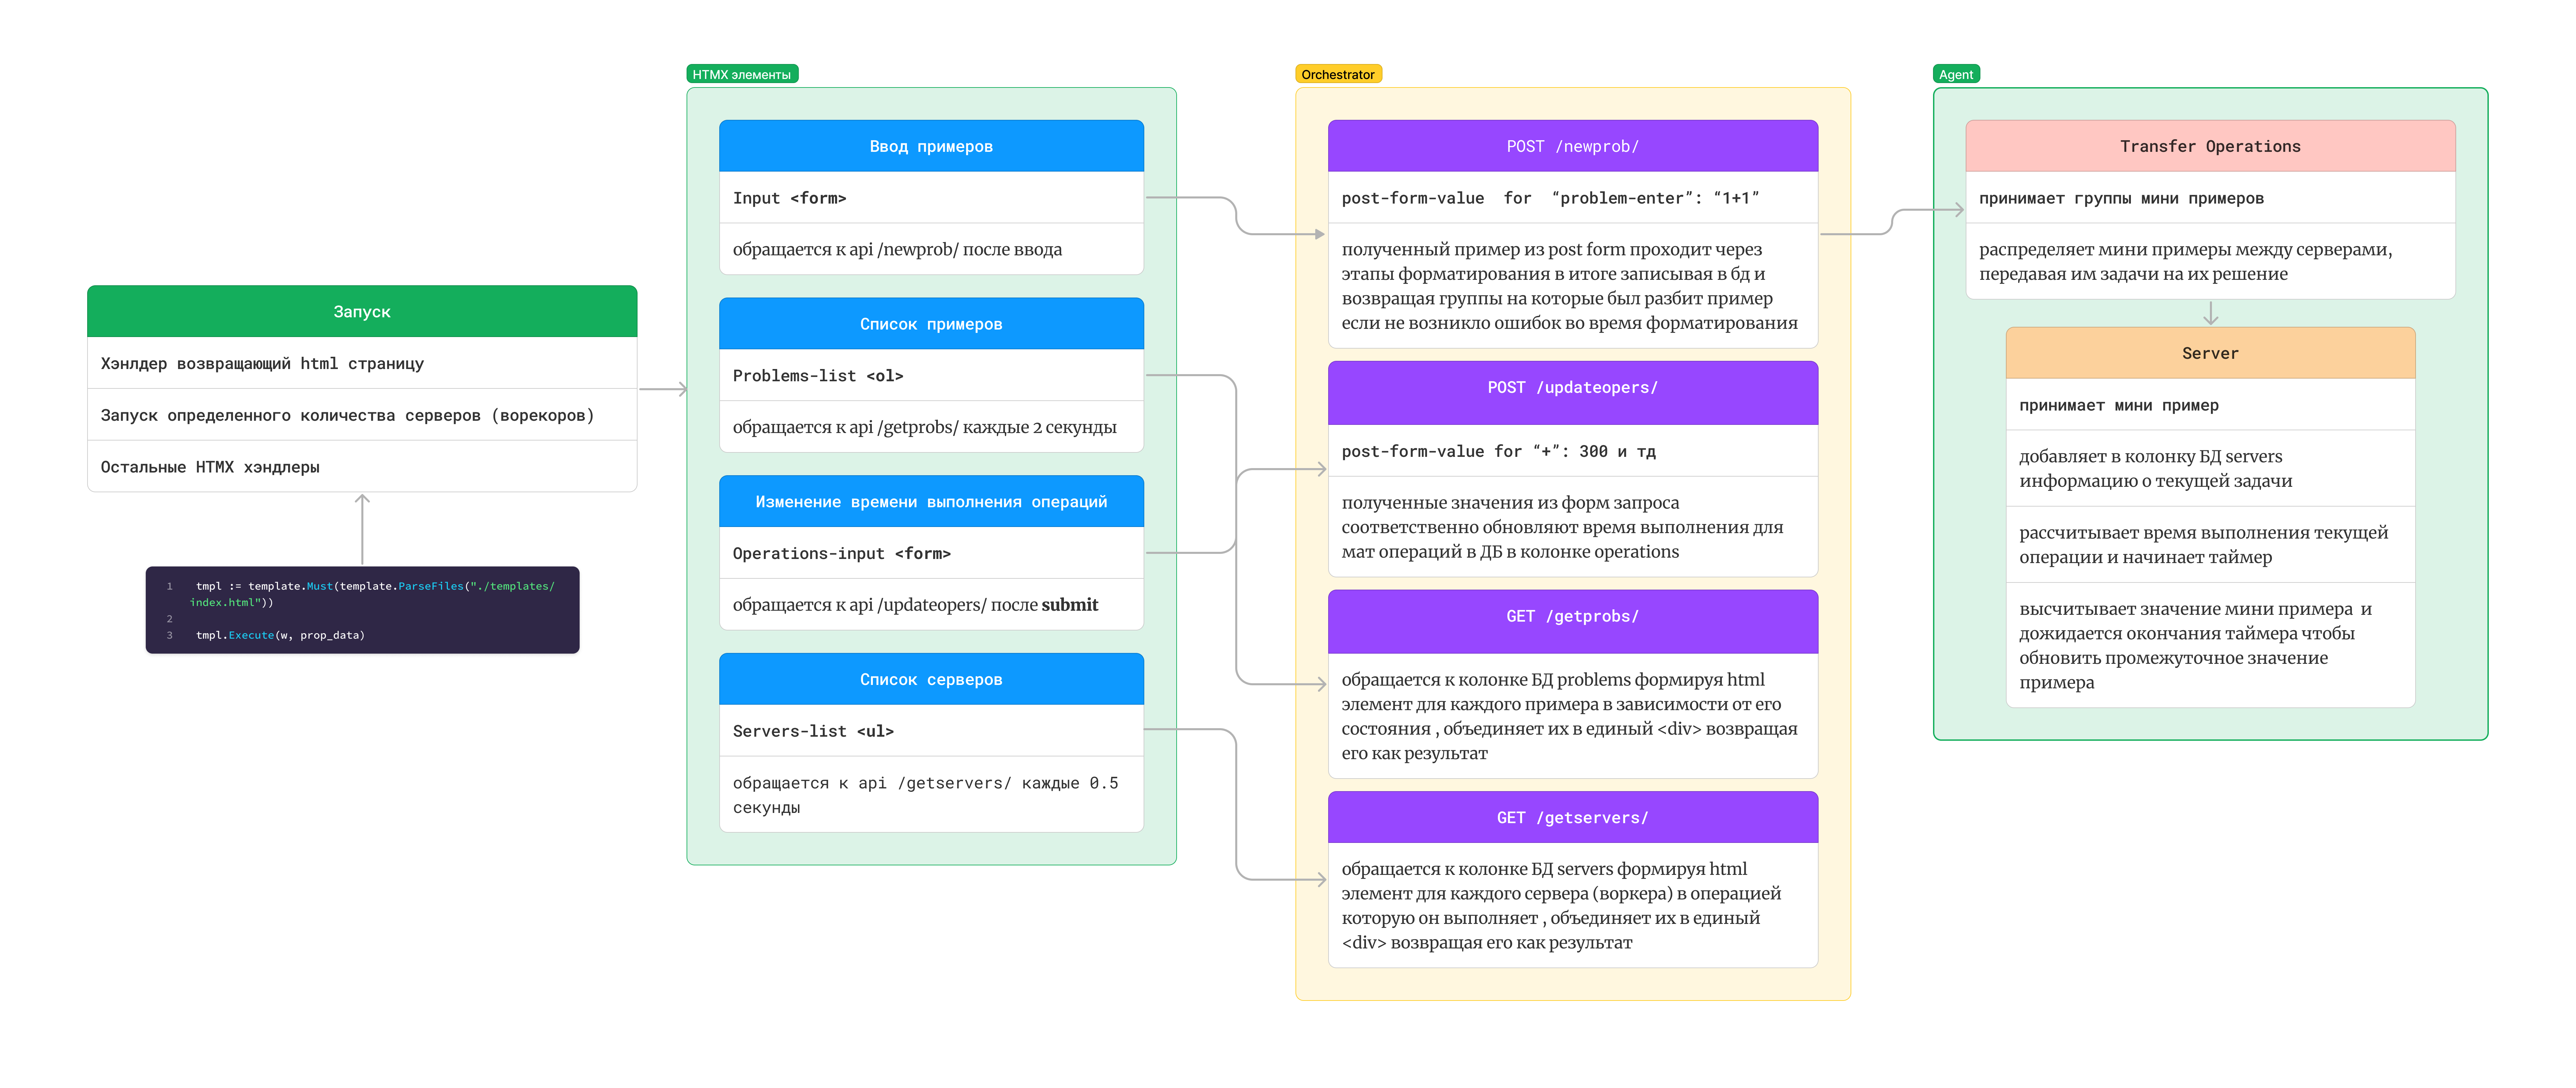 Запуск
Хэнлдер возвращающий html страницу
Запуск определенного количества серверов (ворекоров)
Остальные HTMX хэндлеры
1 tmpl := template.Must(template.ParseFiles("./templates/
index.html"))
2
3 tmpl.Execute(w, prop_data)
HTMX элементы
Ввод примеров
Input <form>
обращается к api /newprob/ после ввода
Список примеров
Problems-list <ol>
обращается к api /getprobs/ каждые 2 секунды
Изменение времени выполнения операций
Operations-input <form>
обращается к api /updateopers/ после submit
Список серверов
Servers-list <ul>
обращается к api /getservers/ каждые 0.5
секунды
Orchestrator
POST /newprob/
post-form-value for “problem-enter”: “1+1”
полученный пример из post form проходит через
этапы форматирования в итоге записывая в бд и
возвращая группы на которые был разбит пример
если не возникло ошибок во время форматирования
POST /updateopers/
post-form-value for “+”: 300 и тд
полученные значения из форм запроса
соответственно обновляют время выполнения для
мат операций в ДБ в колонке operations
GET /getprobs/
обращается к колонке БД problems формируя html
элемент для каждого примера в зависимости от его
состояния , объединяет их в единый <div> возвращая
его как результат
GET /getservers/
обращается к колонке БД servers формируя html
элемент для каждого сервера (воркера) в операцией
которую он выполняет , объединяет их в единый
<div> возвращая его как результат
Agent
Transfer Operations
принимает группы мини примеров
распределяет мини примеры между серверами,
передавая им задачи на их решение
Server
принимает мини пример
добавляет в колонку БД servers
информацию о текущей задачи
рассчитывает время выполнения текущей
операции и начинает таймер
высчитывает значение мини примера и
дожидается окончания таймера чтобы
обновить промежуточное значение
примера